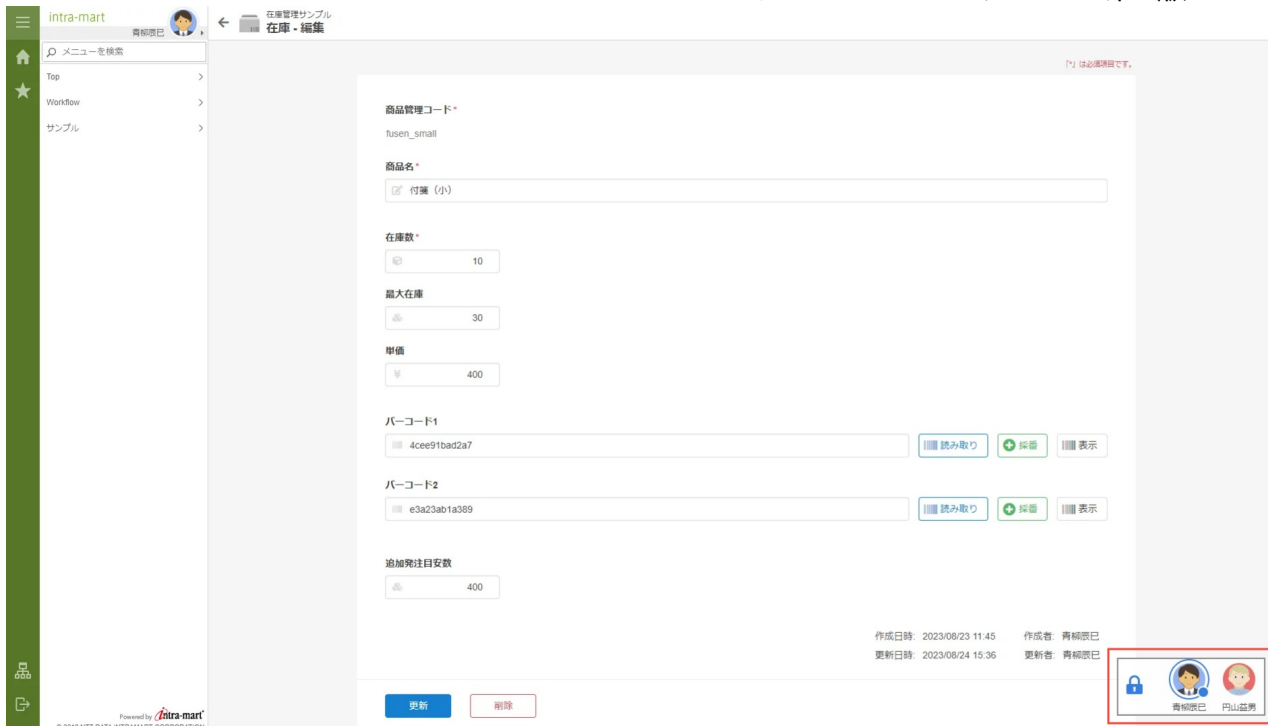 intra-mart
青柳辰巳
メニューを検索
Top
Workflow
サンプル
在庫管理サンプル
在庫 - 編集
「*」は必須項目です。
商品管理コード *
fusen_small
商品名 *
付箋（小）
在庫数 *
10
最大在庫
30
単価
¥ 400
バーコード1
4cee91bad2a7 読み取り 採番 表示
バーコード2
e3a23ab1a389 読み取り 採番 表示
追加発注目安数
400
作成日時: 2023/08/23 11:45 作成者: 青柳辰巳
更新日時: 2023/08/24 15:36 更新者: 青柳辰巳
更新 削除
青柳辰巳 円山益男
Powered by intra-mart